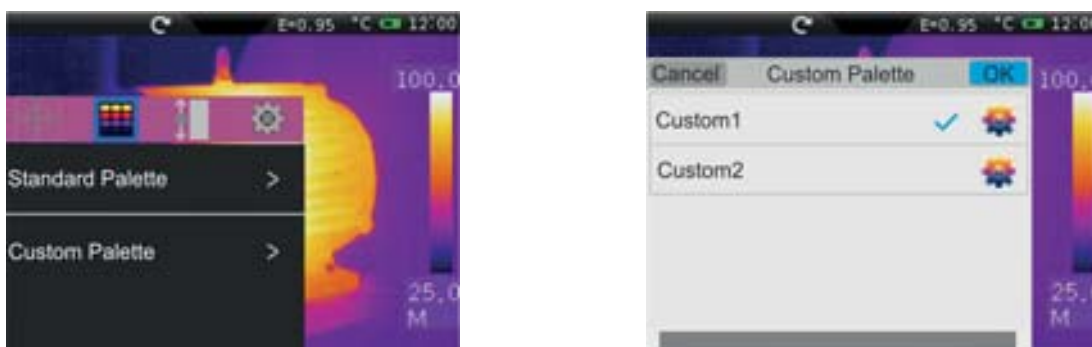 E=0.95 °C 12:00
100.0
Standard Palette >
Custom Palette >
25.0
M
E=0.95 °C 12:00
Cancel Custom Palette OK
100.
Custom1
Custom2
25.
M